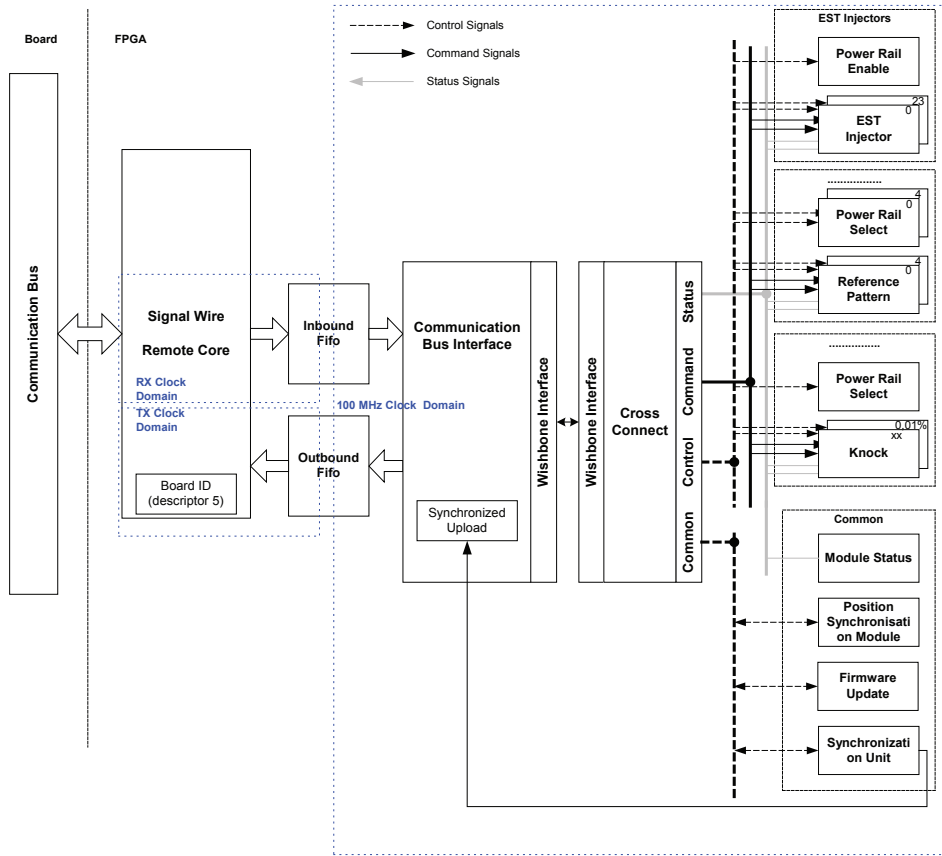 Board
FPGA
Control Signals
Command Signals
Status Signals
Communication Bus
Signal Wire
Remote Core
RX Clock
Domain
TX Clock
Domain
Board ID
(descriptor 5)
Inbound
Fifo
100 MHz Clock Domain
Outbound
Fifo
Communication
Bus Interface
Synchronized
Upload
Wishbone Interface
Wishbone Interface
Cross
Connect
Status
Command
Control
Common
EST Injectors
Power Rail
Enable
23
0
EST
Injector
.................
4
0
Power Rail
Select
4
0
Reference
Pattern
................
Power Rail
Select
0.01%
xx
Knock
Common
Module Status
Position
Synchronisati
on Module
Firmware
Update
Synchronizati
on Unit